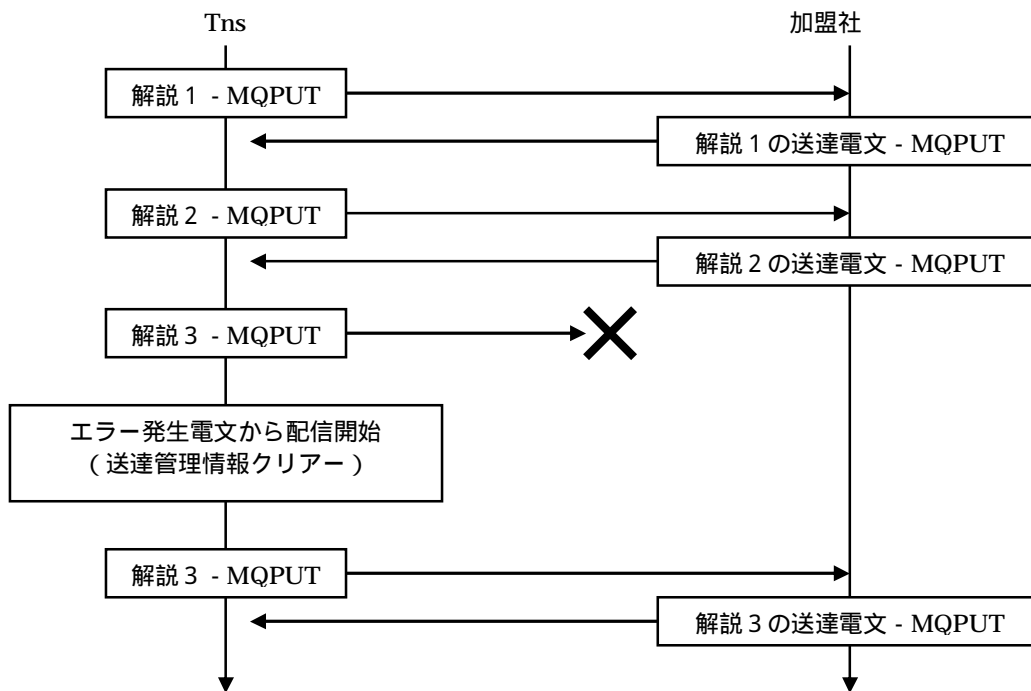 Tns
加盟社
解説１ - MQPUT
解説１の送達電文 - MQPUT
解説２ - MQPUT
解説２の送達電文 - MQPUT
解説３ - MQPUT
エラー発生電文から配信開始
（送達管理情報クリアー）
解説３ - MQPUT
解説３の送達電文 - MQPUT